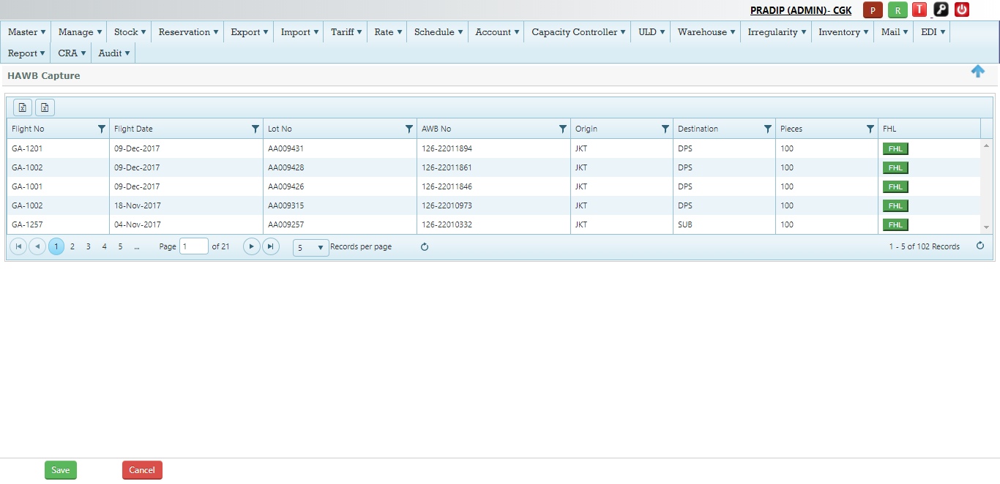 PRADIP (ADMIN)- CGK P R T
Master Manage Stock Reservation Export Import Tariff Rate Schedule Account Capacity Controller ULD Warehouse Irregularity Inventory Mail EDI
Report CRA Audit
HAWB Capture
Flight No Flight Date Lot No AWB No Origin Destination Pieces FHL
GA-1201 09-Dec-2017 AA009431 126-22011894 JKT DPS 100 FHL
GA-1002 09-Dec-2017 AA009428 126-22011861 JKT DPS 100 FHL
GA-1001 09-Dec-2017 AA009426 126-22011846 JKT DPS 100 FHL
GA-1002 18-Nov-2017 AA009315 126-22010973 JKT DPS 100 FHL
GA-1257 04-Nov-2017 AA009257 126-22010332 JKT SUB 100 FHL
1 2 3 4 5 ... Page 1 of 21 5 Records per page 1 - 5 of 102 Records
Save Cancel